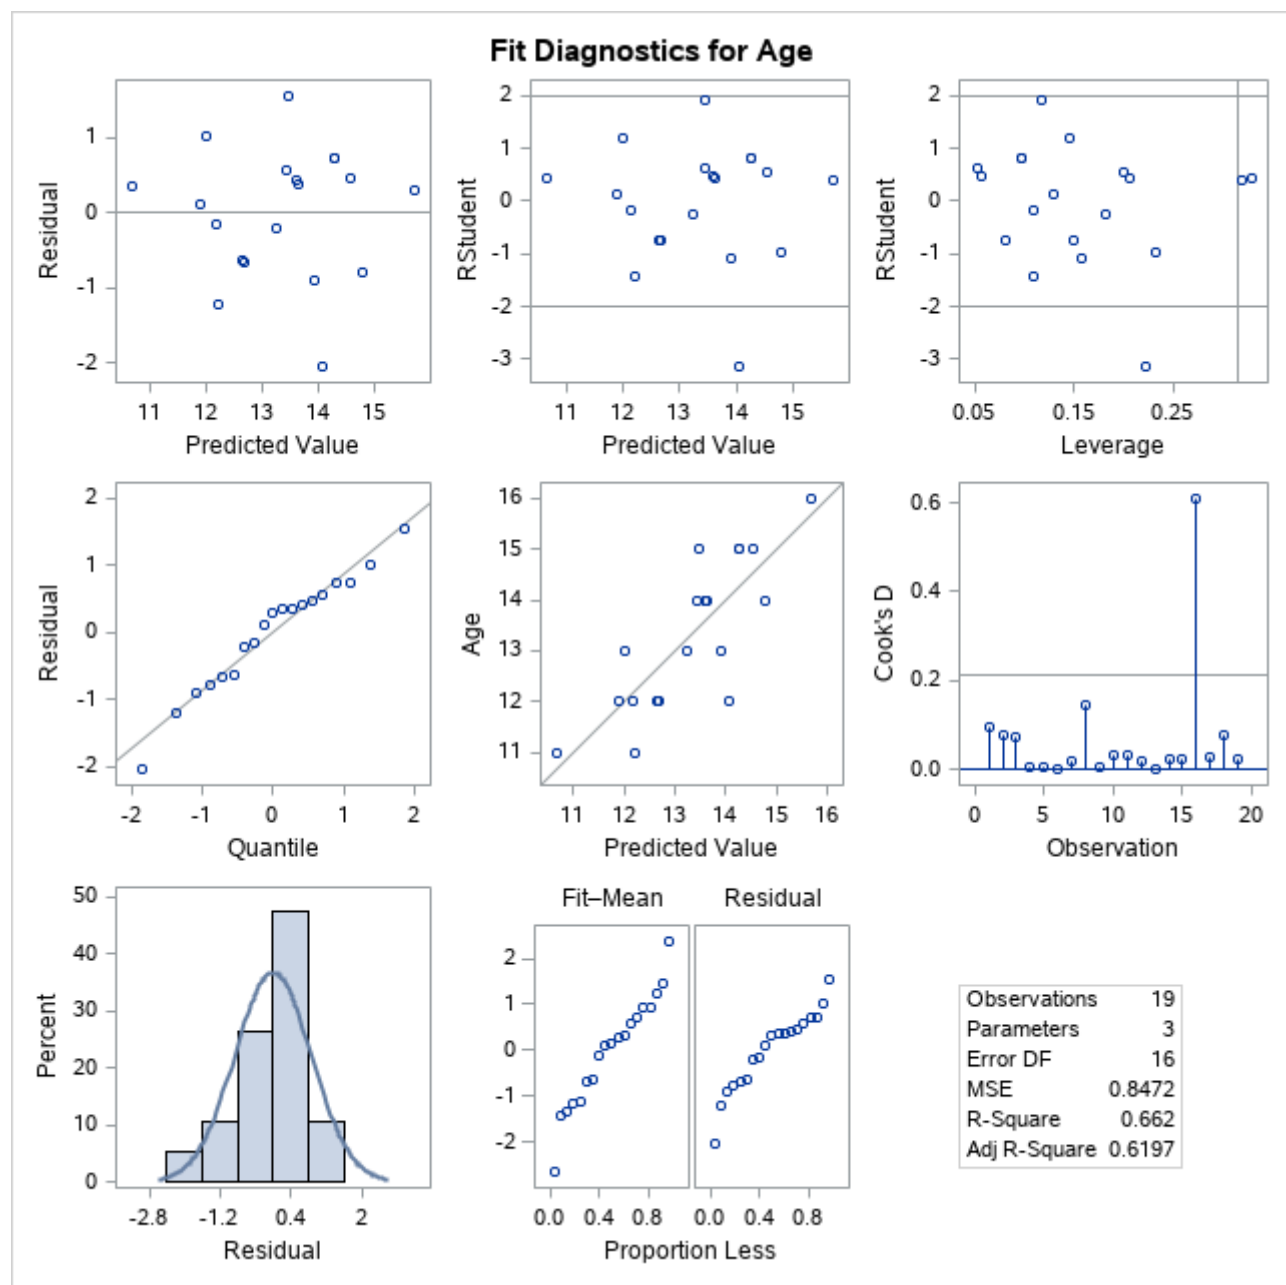 Fit Diagnostics for Age
Residual
1
0
-1
-2
11 12 13 14 15
Predicted Value
RStudent
2
1
0
-1
-2
-3
11 12 13 14 15
Predicted Value
RStudent
2
1
0
-1
-2
-3
0.05 0.15 0.25
Leverage
Residual
2
1
0
-1
-2
-2 -1 0 1 2
Quantile
Age
16
15
14
13
12
11
11 12 13 14 15 16
Predicted Value
Cook's D
0.6
0.4
0.2
0.0
0 5 10 15 20
Observation
Percent
50
40
30
20
10
0
-2.8 -1.2 0.4 2
Residual
Fit–Mean Residual
2
1
0
-1
-2
0.0 0.4 0.8 0.0 0.4 0.8
Proportion Less
Observations 19
Parameters 3
Error DF 16
MSE 0.8472
R-Square 0.662
Adj R-Square 0.6197